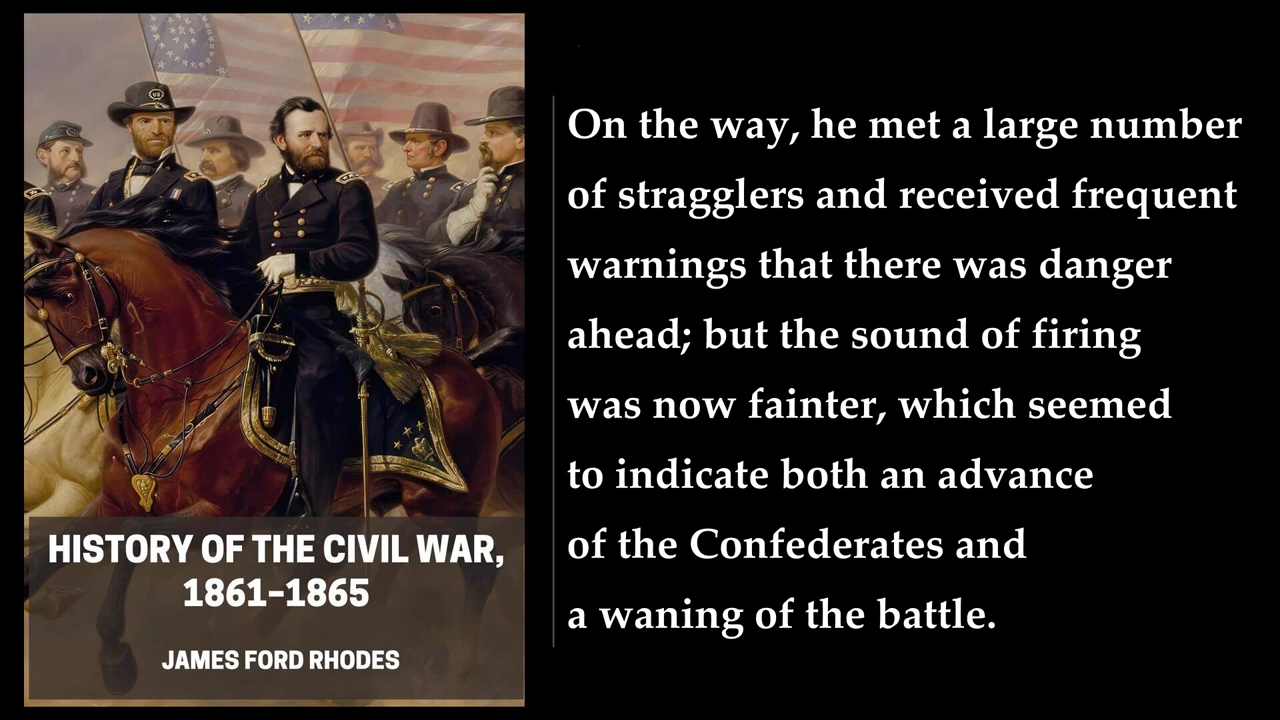 HISTORY OF THE CIVIL WAR,
1861–1865
JAMES FORD RHODES
On the way, he met a large number
of stragglers and received frequent
warnings that there was danger
ahead; but the sound of firing
was now fainter, which seemed
to indicate both an advance
of the Confederates and
a waning of the battle.